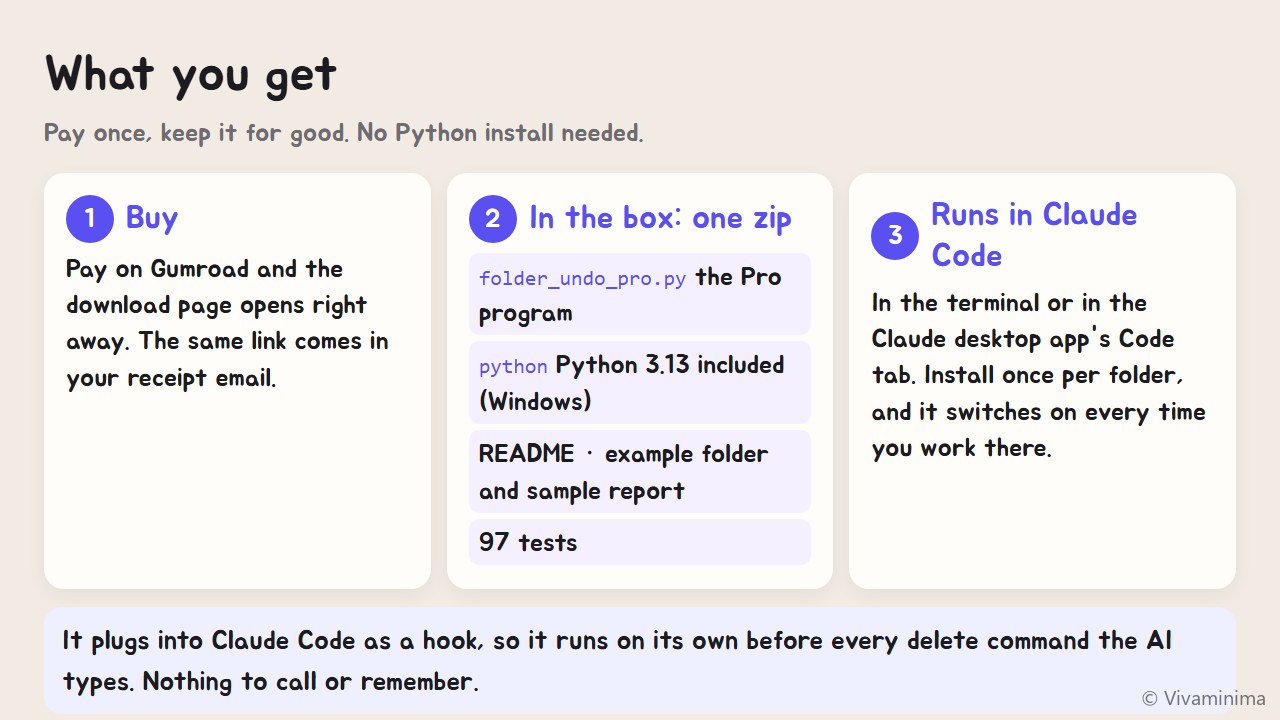 What you get
Pay once, keep it for good. No Python install needed.
1 Buy
Pay on Gumroad and the
download page opens right
away. The same link comes in
your receipt email.
2 In the box: one zip
folder_undo_pro.py the Pro
program
python Python 3.13 included
(Windows)
README · example folder
and sample report
97 tests
3 Runs in Claude
Code
In the terminal or in the
Claude desktop app's Code
tab. Install once per folder,
and it switches on every time
you work there.
It plugs into Claude Code as a hook, so it runs on its own before every delete command the AI
types. Nothing to call or remember.
© Vivaminima